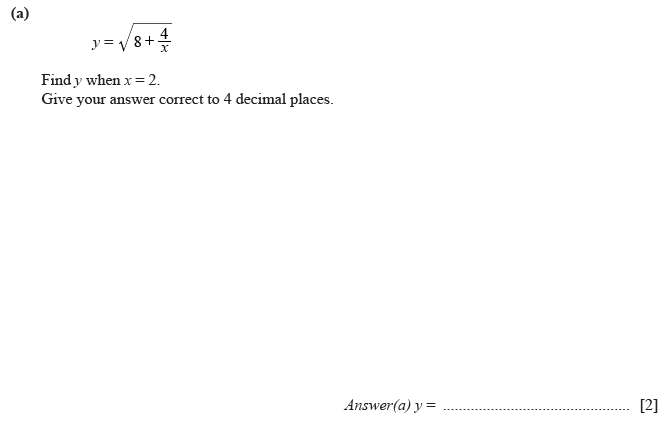 (a)
y = √(8 + 4/x)
Find y when x = 2.
Give your answer correct to 4 decimal places.
Answer(a) y = ............................................... [2]